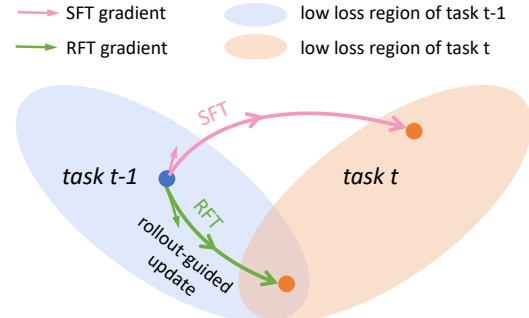 SFT gradient
low loss region of task t-1
RFT gradient
low loss region of task t
SFT
task t-1
task t
RFT
rollout-guided
update